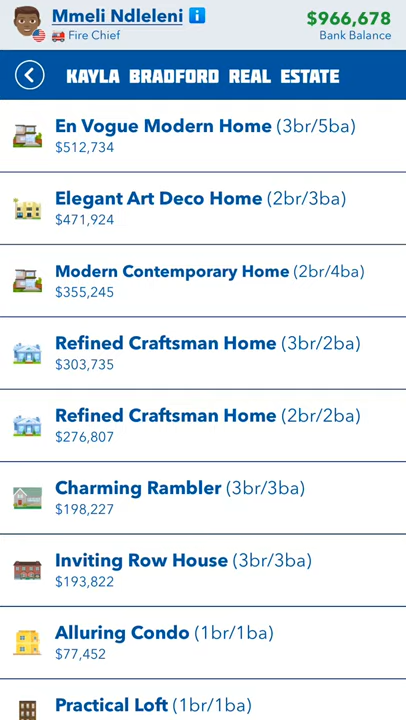 Mmeli Ndleleni i
$966,678
Fire Chief
Bank Balance
KAYLA BRADFORD REAL ESTATE
En Vogue Modern Home (3br/5ba)
$512,734
Elegant Art Deco Home (2br/3ba)
$471,924
Modern Contemporary Home (2br/4ba)
$355,245
Refined Craftsman Home (3br/2ba)
$303,735
Refined Craftsman Home (2br/2ba)
$276,807
Charming Rambler (3br/3ba)
$198,227
Inviting Row House (3br/3ba)
$193,822
Alluring Condo (1br/1ba)
$77,452
Practical Loft (1br/1ba)